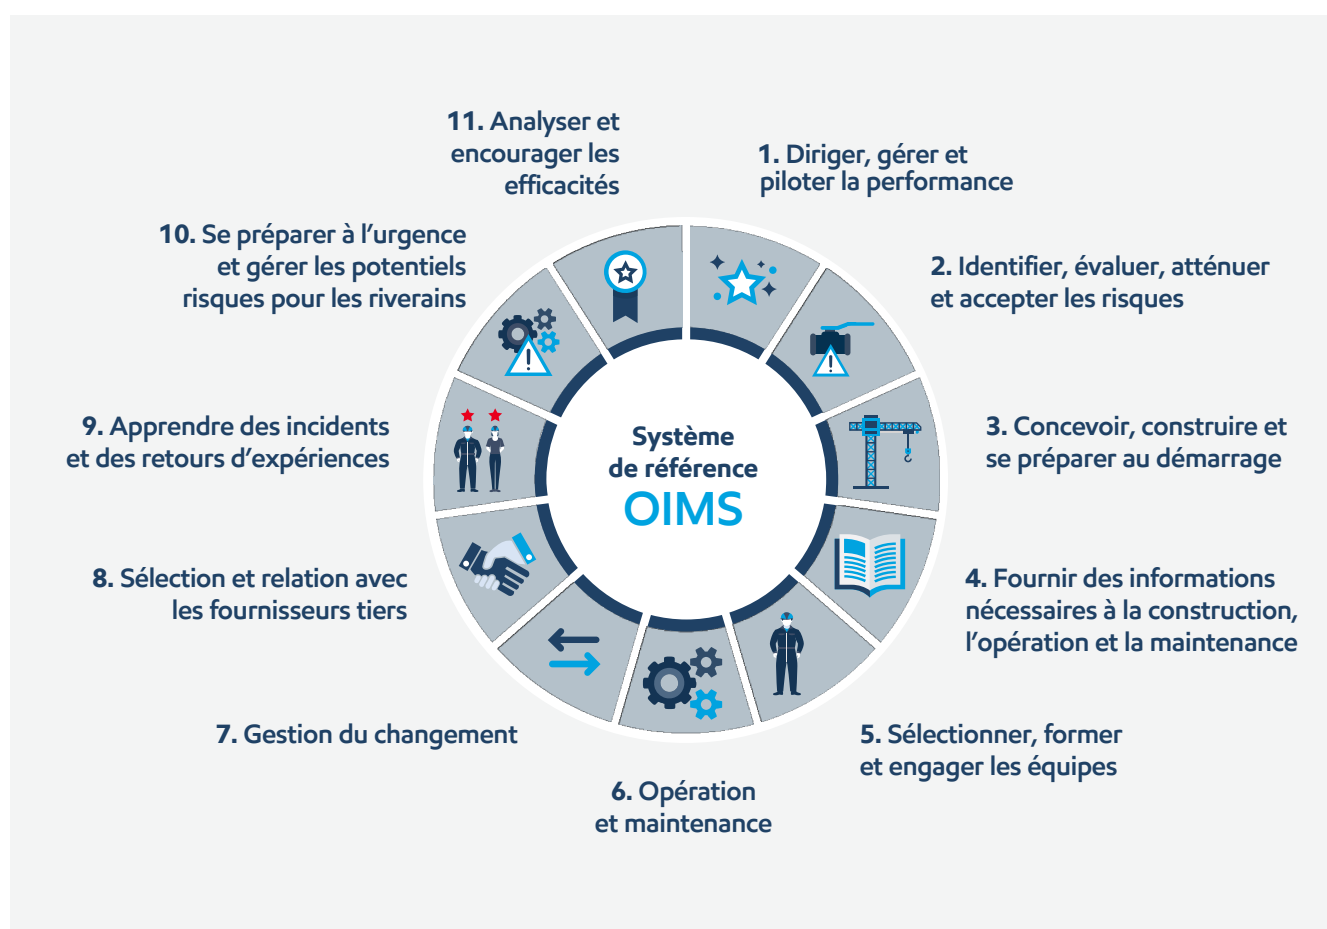 11. Analyser et
encourager les
efficacités
1. Diriger, gérer et
piloter la performance
10. Se préparer à l’urgence
et gérer les potentiels
risques pour les riverains
2. Identifier, évaluer, atténuer
et accepter les risques
9. Apprendre des incidents
et des retours d’expériences
Système
de référence
OIMS
3. Concevoir, construire et
se préparer au démarrage
8. Sélection et relation avec
les fournisseurs tiers
4. Fournir des informations
nécessaires à la construction,
l’opération et la maintenance
7. Gestion du changement
5. Sélectionner, former
et engager les équipes
6. Opération
et maintenance